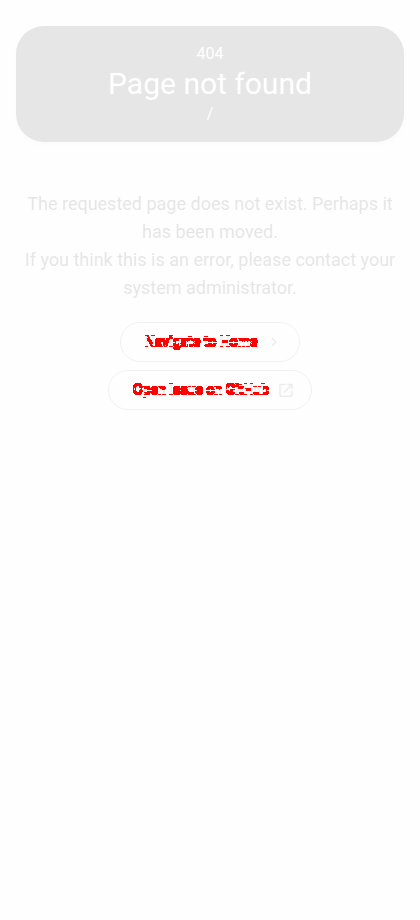 404
Page not found
/
The requested page does not exist. Perhaps it
has been moved.
If you think this is an error, please contact your
system administrator.
Navigate to Home
Open issue on GitHub